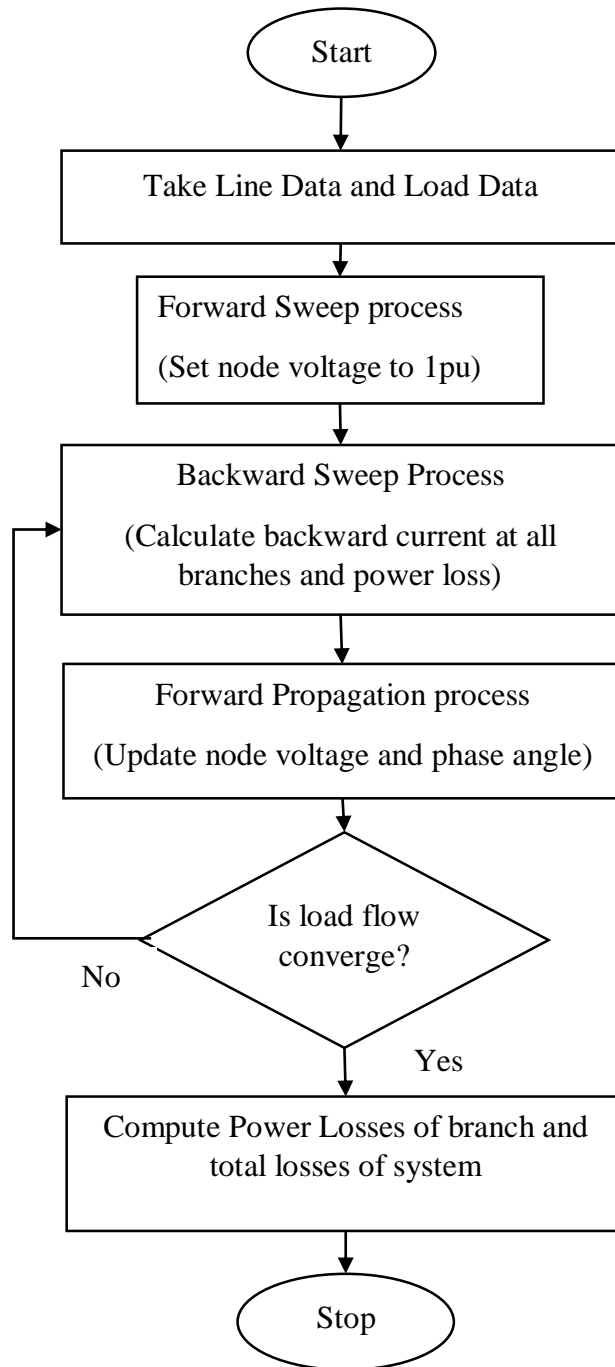 Start
Take Line Data and Load Data
Forward Sweep process
(Set node voltage to 1pu)
Backward Sweep Process
(Calculate backward current at all
branches and power loss)
Forward Propagation process
(Update node voltage and phase angle)
Is load flow
converge?
No
Yes
Compute Power Losses of branch and
total losses of system
Stop